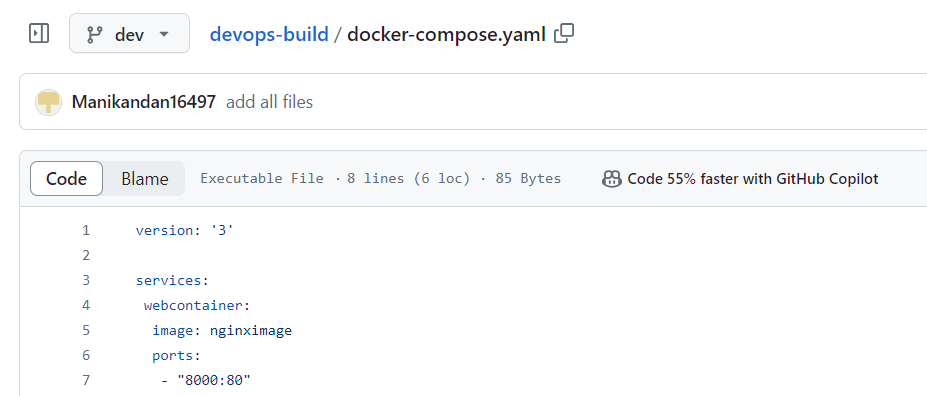 dev devops-build / docker-compose.yaml
Manikandan16497 add all files
Code Blame Executable File · 8 lines (6 loc) · 85 Bytes Code 55% faster with GitHub Copilot
1 version: '3'
2
3 services:
4 webcontainer:
5 image: nginximage
6 ports:
7 - "8000:80"